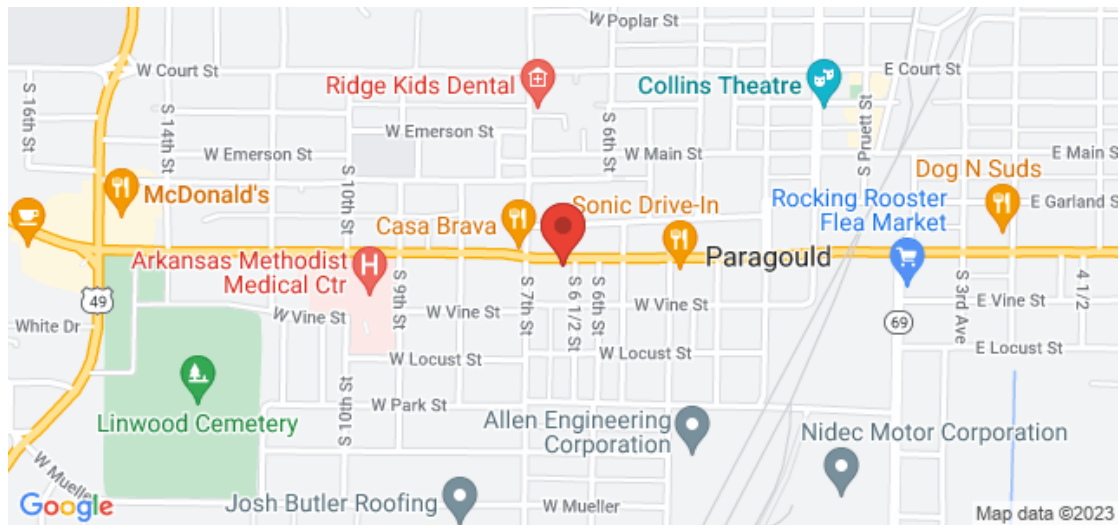 W Poplar St
W Court St
E Court St
Ridge Kids Dental
Collins Theatre
S 16th St
S 14th St
W Emerson St
S 6th St
S Pruett St
W Emerson St
W Main St
E Main St
McDonald's
S 10th St
Dog N Suds
E Garland St
Casa Brava
Sonic Drive-In
Rocking Rooster
Flea Market
Arkansas Methodist
Medical Ctr
Paragould
49
S 9th St
S 7th St
S 6 1/2 St
S 6th St
S 3rd Ave
4 1/2
White Dr
W Vine St
W Vine St
W Vine St
E Vine St
69
W Locust St
W Locust St
E Locust St
Linwood Cemetery
S 10th St
W Park St
Allen Engineering
Corporation
Nidec Motor Corporation
W Mueller
Josh Butler Roofing
W Mueller
Google
Map data ©2023